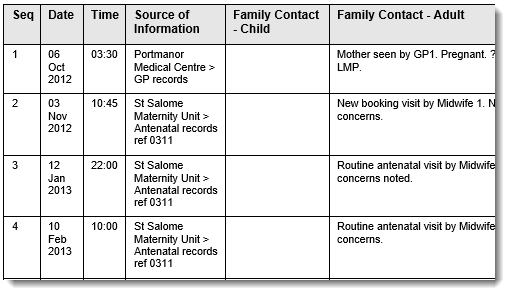 Seq Date Time Source of Information Family Contact - Child Family Contact - Adult
1 06 Oct 2012 03:30 Portmanor Medical Centre > GP records Mother seen by GP1. Pregnant. ? LMP.
2 03 Nov 2012 10:45 St Salome Maternity Unit > Antenatal records ref 0311 New booking visit by Midwife 1. N concerns.
3 12 Jan 2013 22:00 St Salome Maternity Unit > Antenatal records ref 0311 Routine antenatal visit by Midwife concerns noted.
4 10 Feb 2013 10:00 St Salome Maternity Unit > Antenatal records ref 0311 Routine antenatal visit by Midwife concerns.